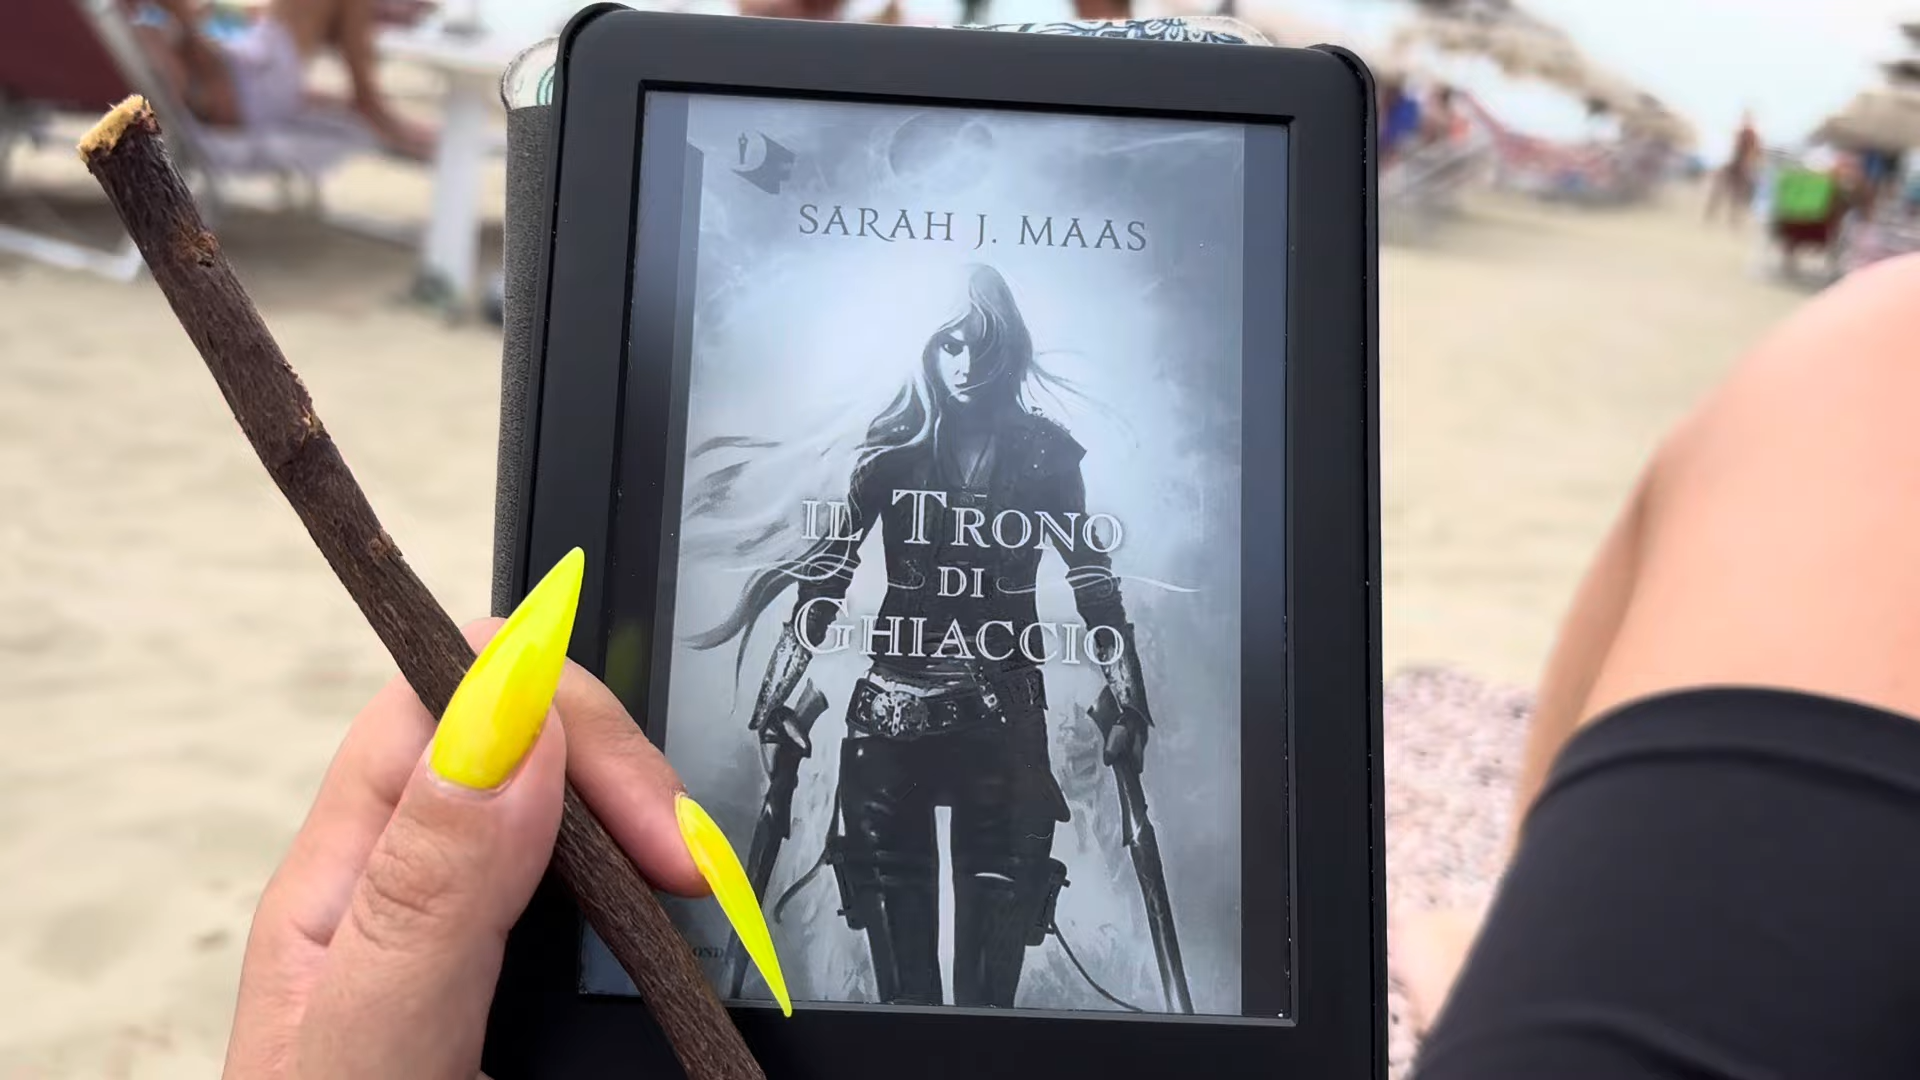 SARAH J. MAAS
IL TRONO
DI
GHIACCIO